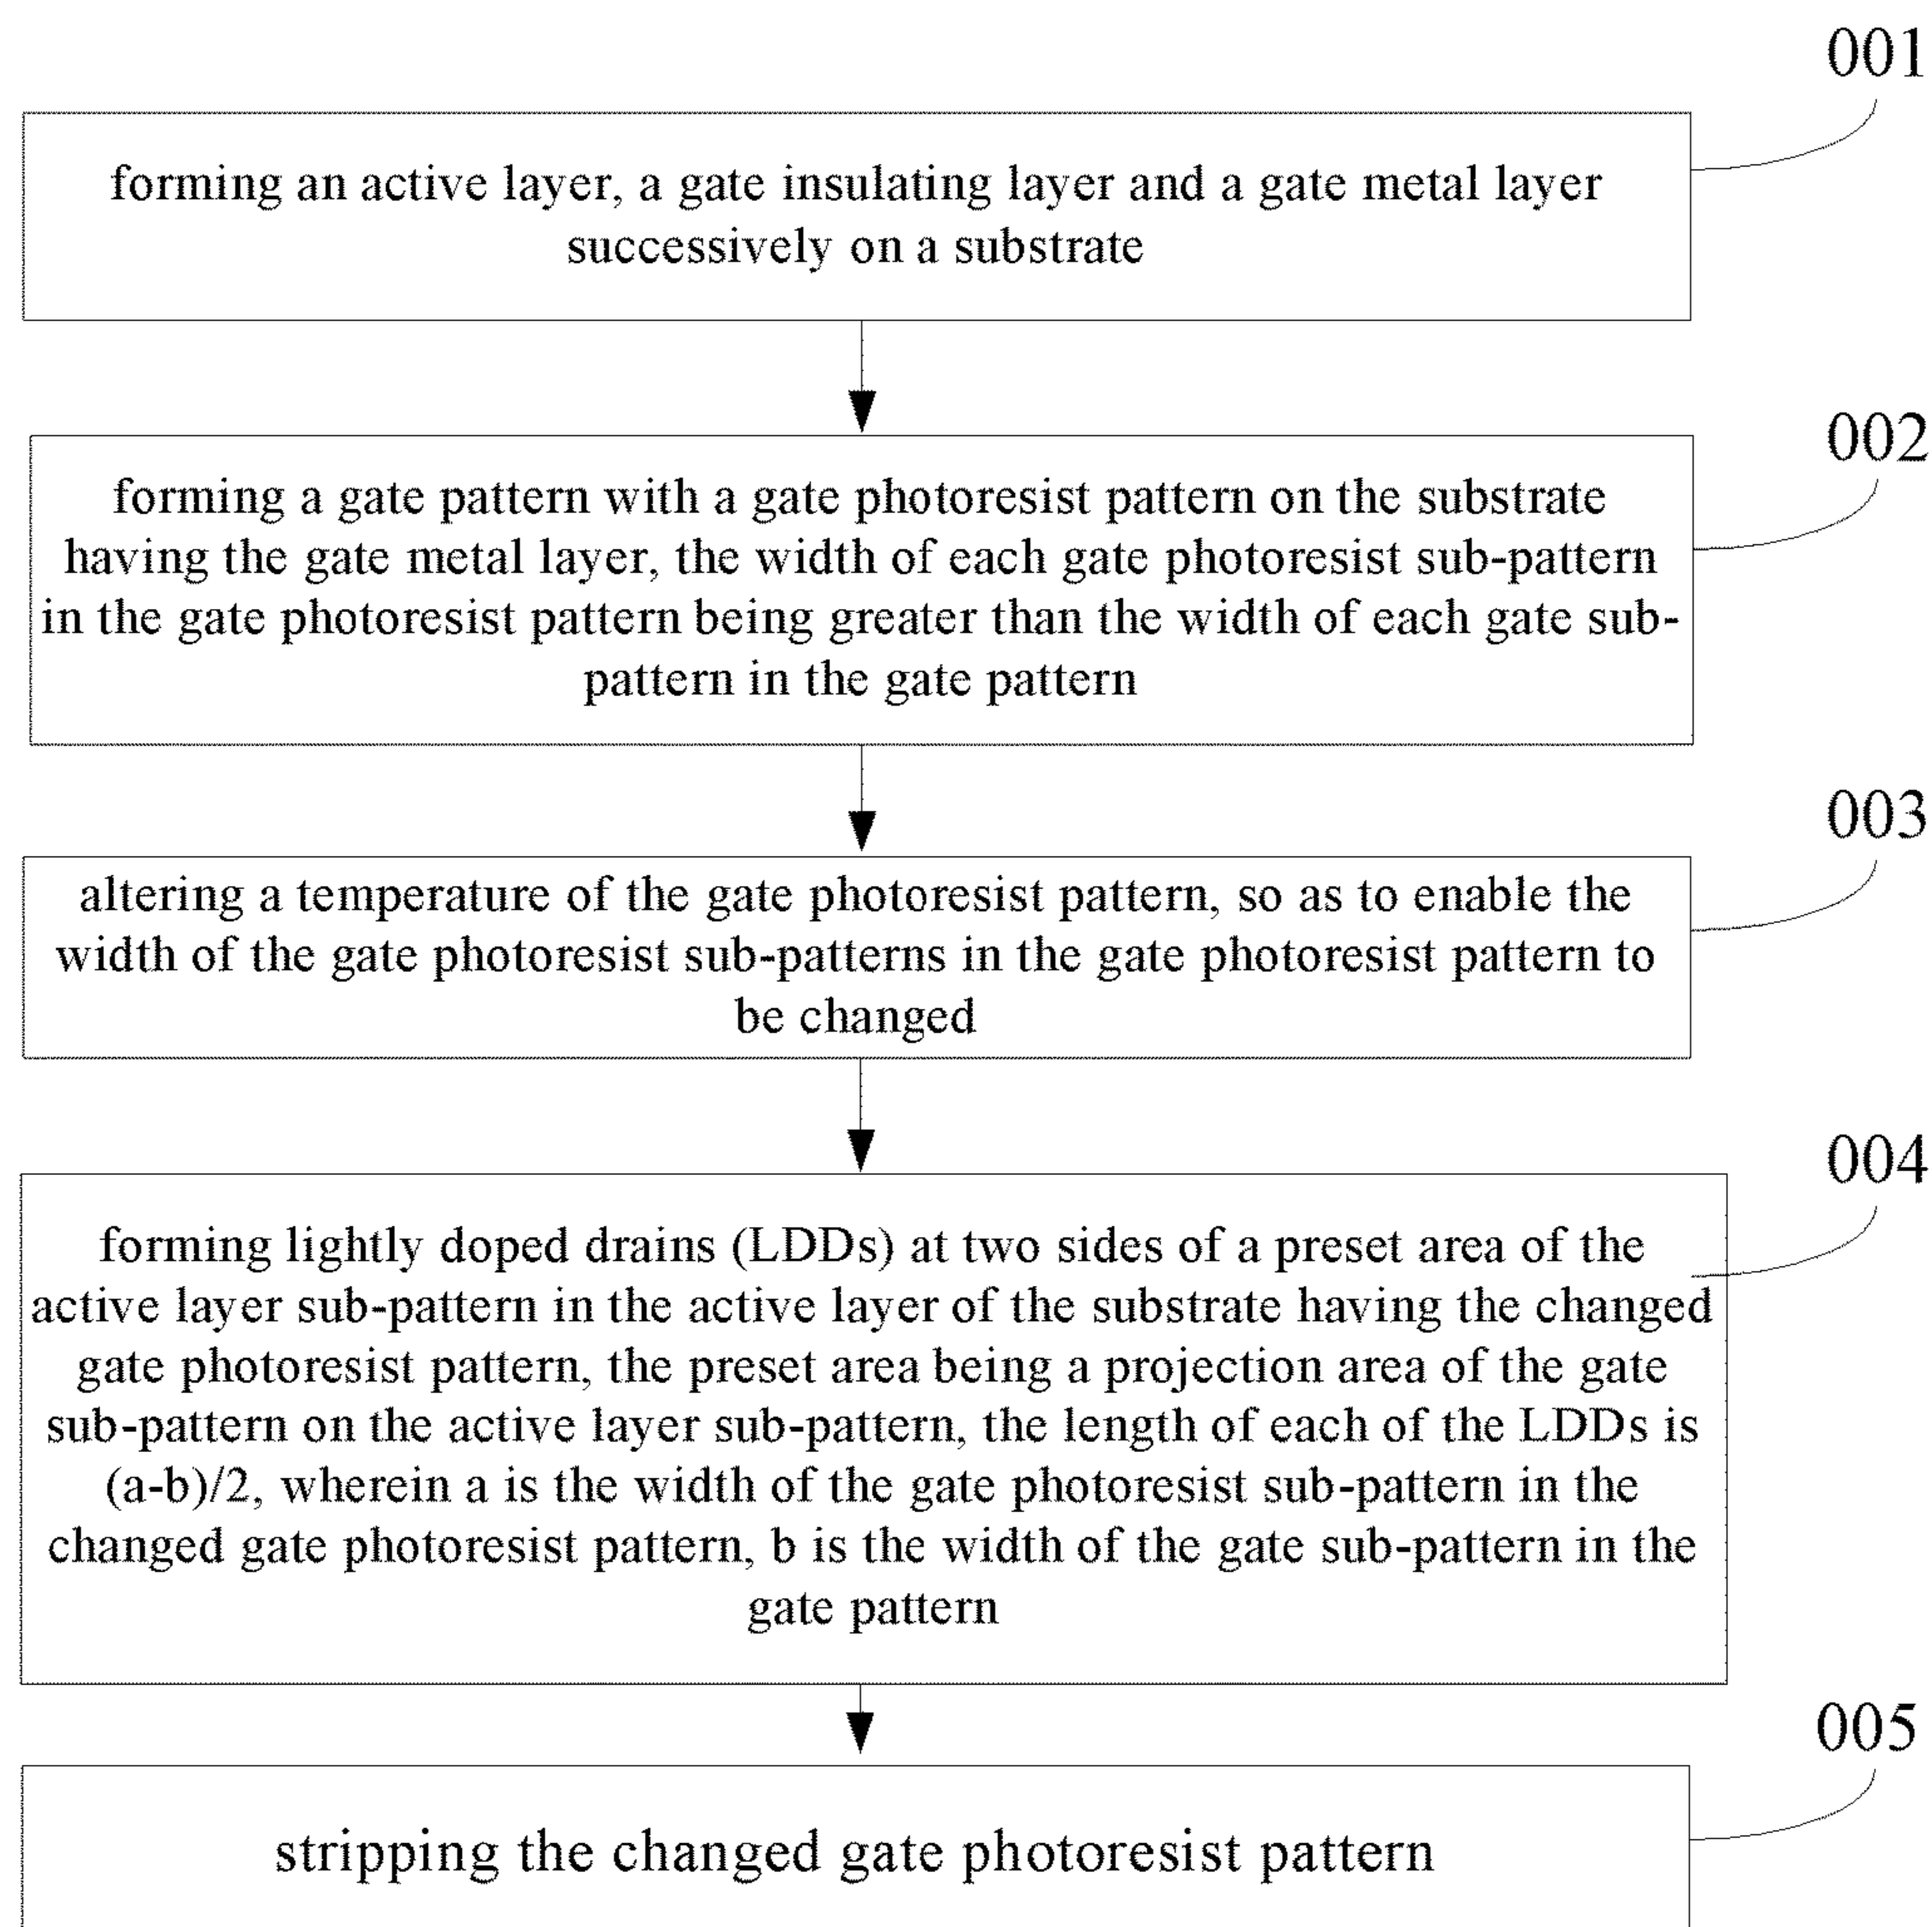 001
forming an active layer, a gate insulating layer and a gate metal layer
successively on a substrate
002
forming a gate pattern with a gate photoresist pattern on the substrate
having the gate metal layer, the width of each gate photoresist sub-pattern
in the gate photoresist pattern being greater than the width of each gate sub-
pattern in the gate pattern
003
altering a temperature of the gate photoresist pattern, so as to enable the
width of the gate photoresist sub-patterns in the gate photoresist pattern to
be changed
004
forming lightly doped drains (LDDs) at two sides of a preset area of the
active layer sub-pattern in the active layer of the substrate having the changed
gate photoresist pattern, the preset area being a projection area of the gate
sub-pattern on the active layer sub-pattern, the length of each of the LDDs is
(a-b)/2, wherein a is the width of the gate photoresist sub-pattern in the
changed gate photoresist pattern, b is the width of the gate sub-pattern in the
gate pattern
005
stripping the changed gate photoresist pattern